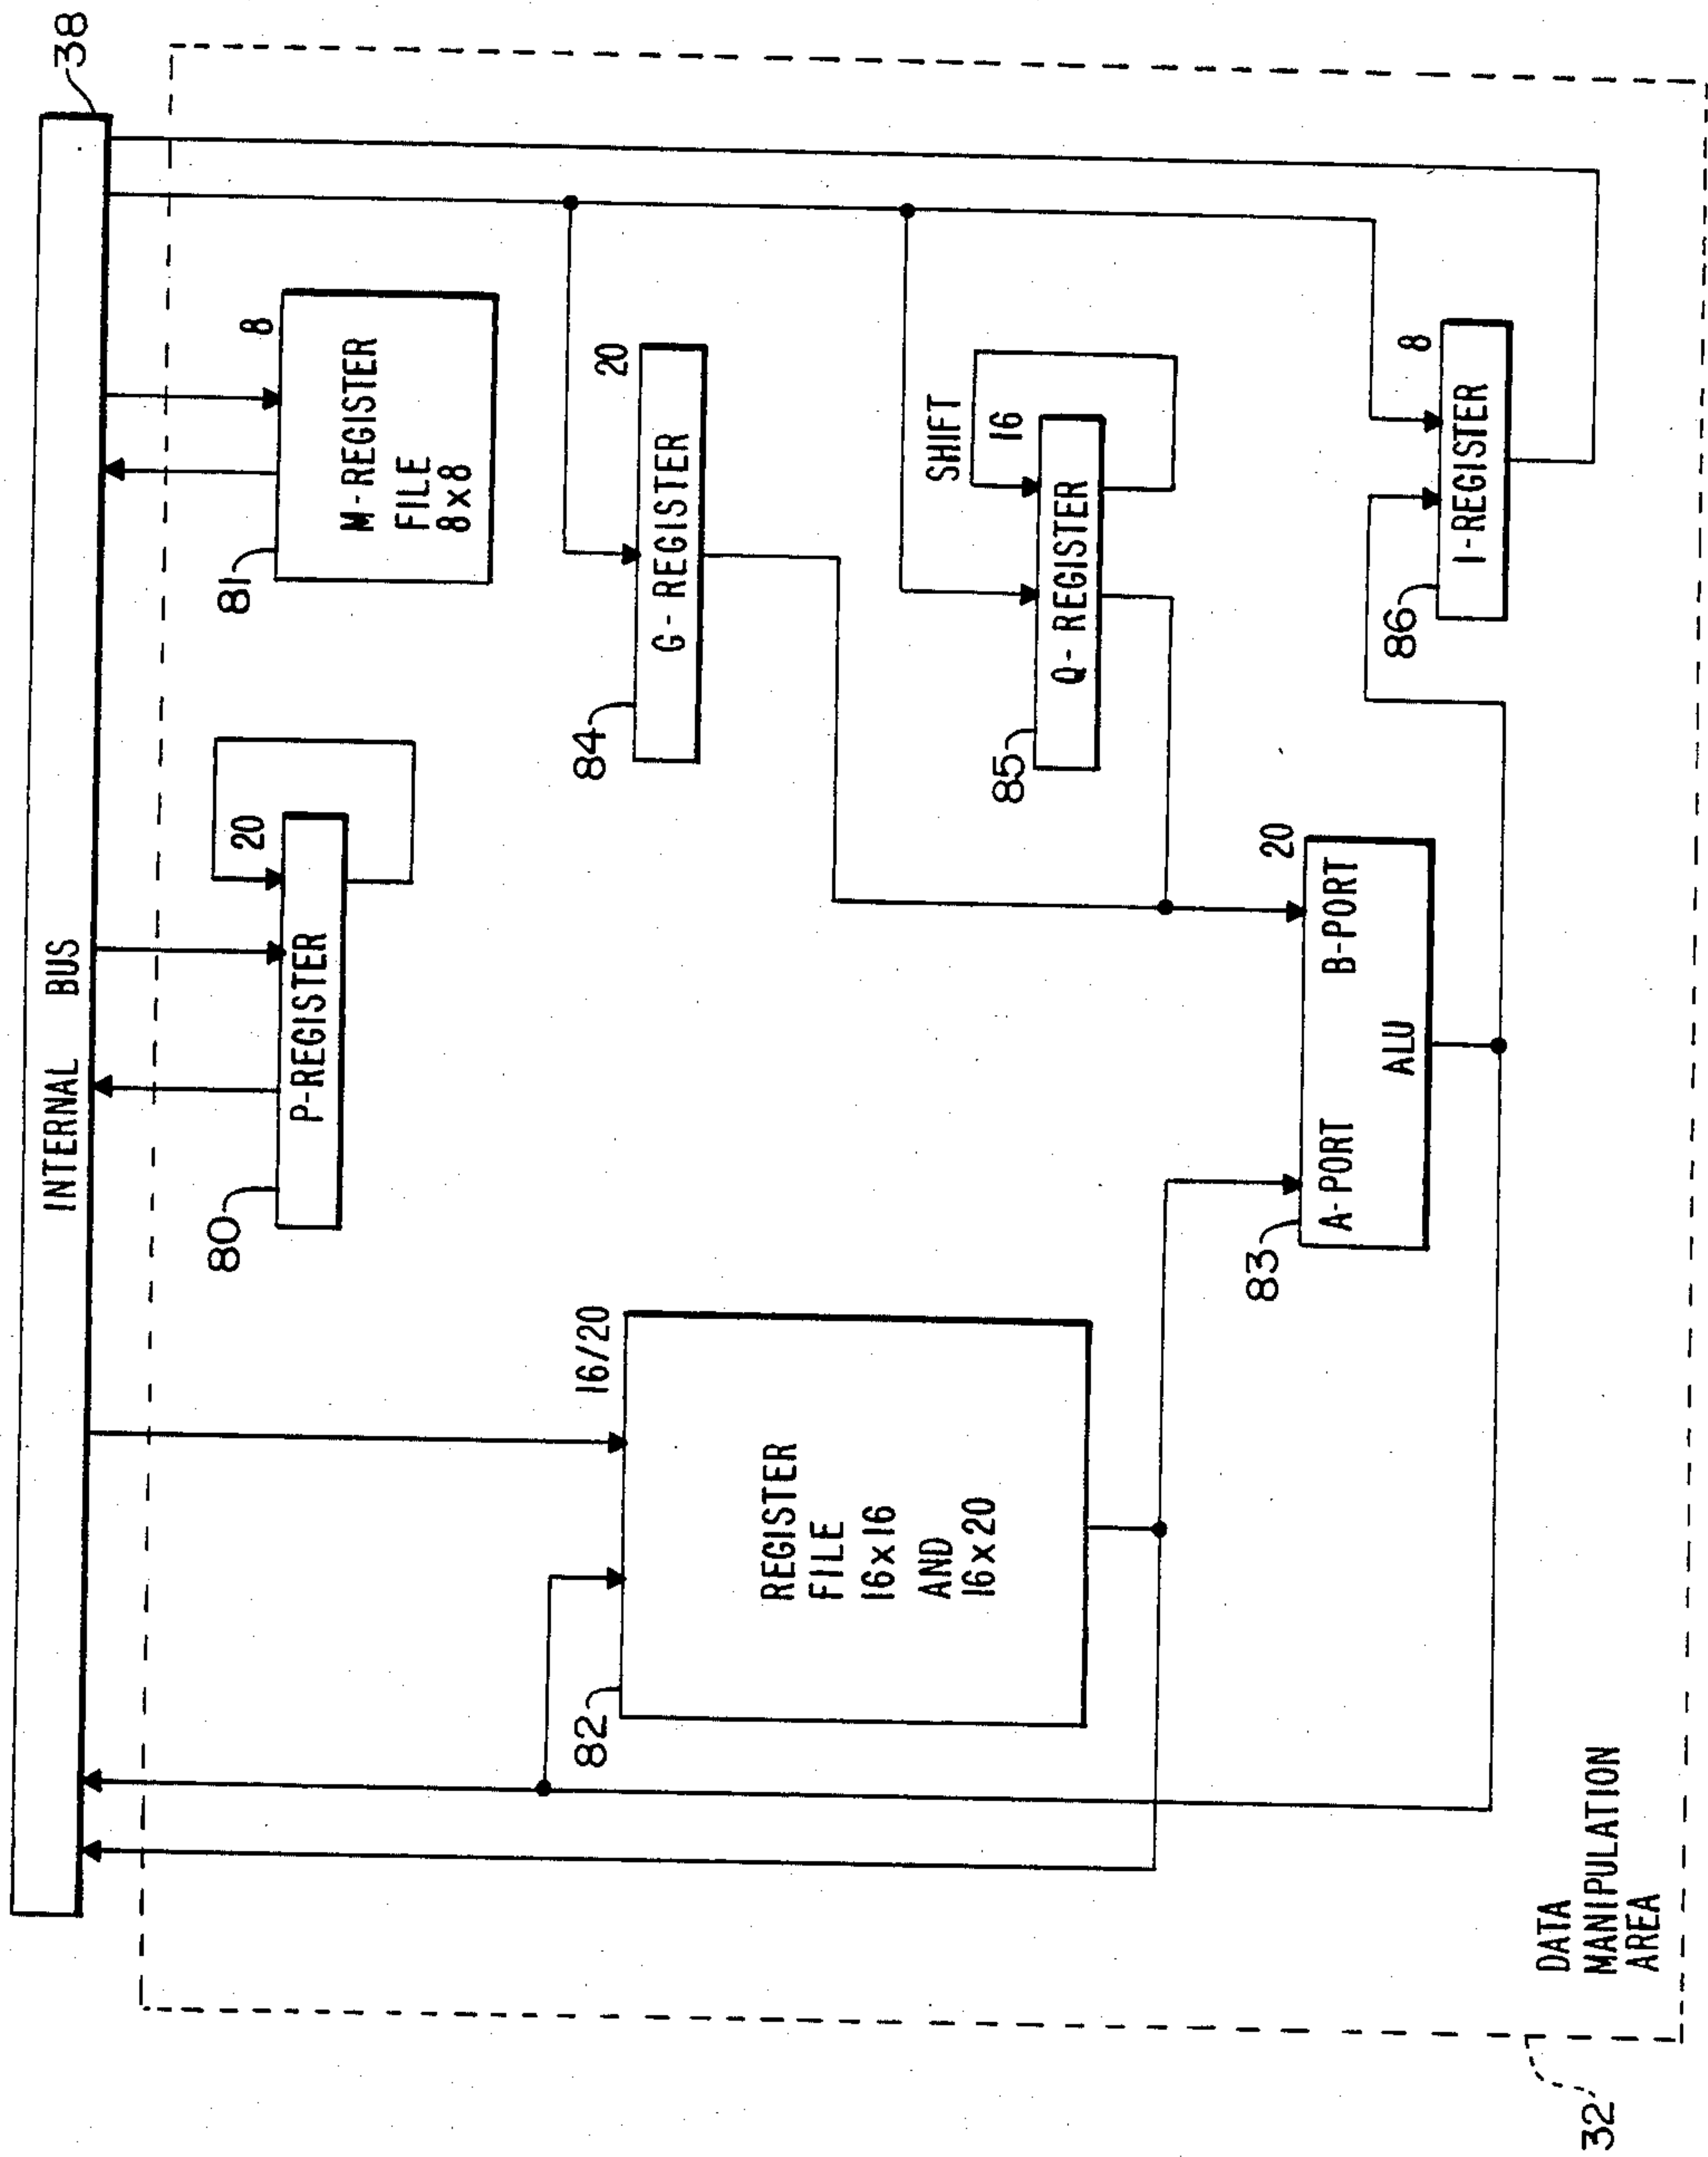 38
INTERNAL BUS
80
20
P-REGISTER
81
8
M-REGISTER
FILE
8x8
82
16/20
REGISTER
FILE
16x16
AND
16x20
84
20
G-REGISTER
85
SHIFT
16
Q-REGISTER
83
20
A-PORT
B-PORT
ALU
86
8
I-REGISTER
DATA
MANIPULATION
AREA
32